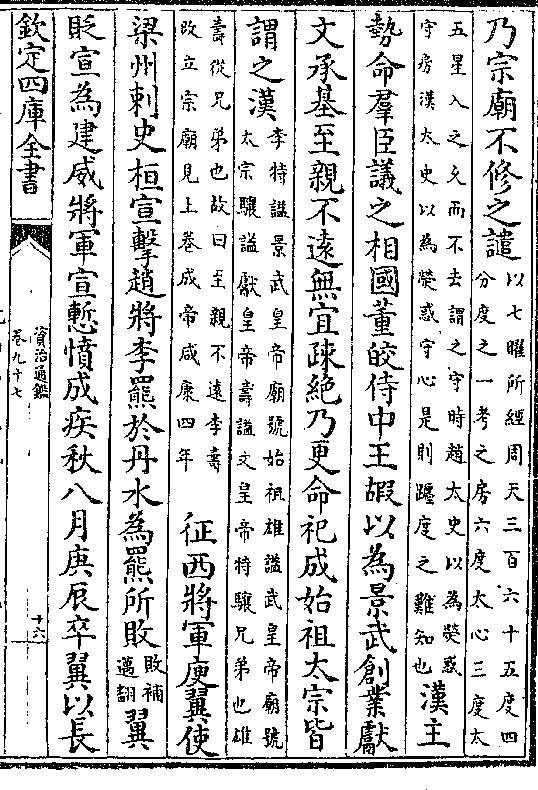 乃宗廟不修之譴
以七曜所經周天三百六十五度四
分度之一考之房六度太心三度太
五星入之久而不去謂之守時趙太史以為熒惑
守房漢太史以為熒惑守心是則躔度之難知也
漢主
勢命羣臣議之相國董皎侍中王嘏以為景武創業獻
文承基至親不遠無宜疎絶乃更命祀成始祖太宗皆
謂之漢
李特謚景武皇帝廟號始祖雄謚武皇帝廟號
太宗驤謚獻皇帝壽謚文皇帝特驤兄弟也雄
壽從兄弟也故曰至親不遠李壽
改立宗廟見上卷成帝咸康四年
征西將軍庾翼使
梁州刺史桓宣擊趙將李羆於丹水為羆所敗
敗補
邁翻
翼
貶宣為建威將軍宣慙憤成疾秋八月庚辰卒翼以長
欽定四庫全書
資治通鑑
卷九十七
十六